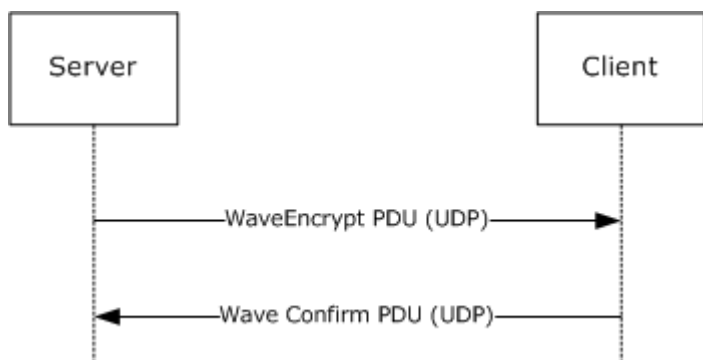 Server
Client
WaveEncrypt PDU (UDP)
Wave Confirm PDU (UDP)